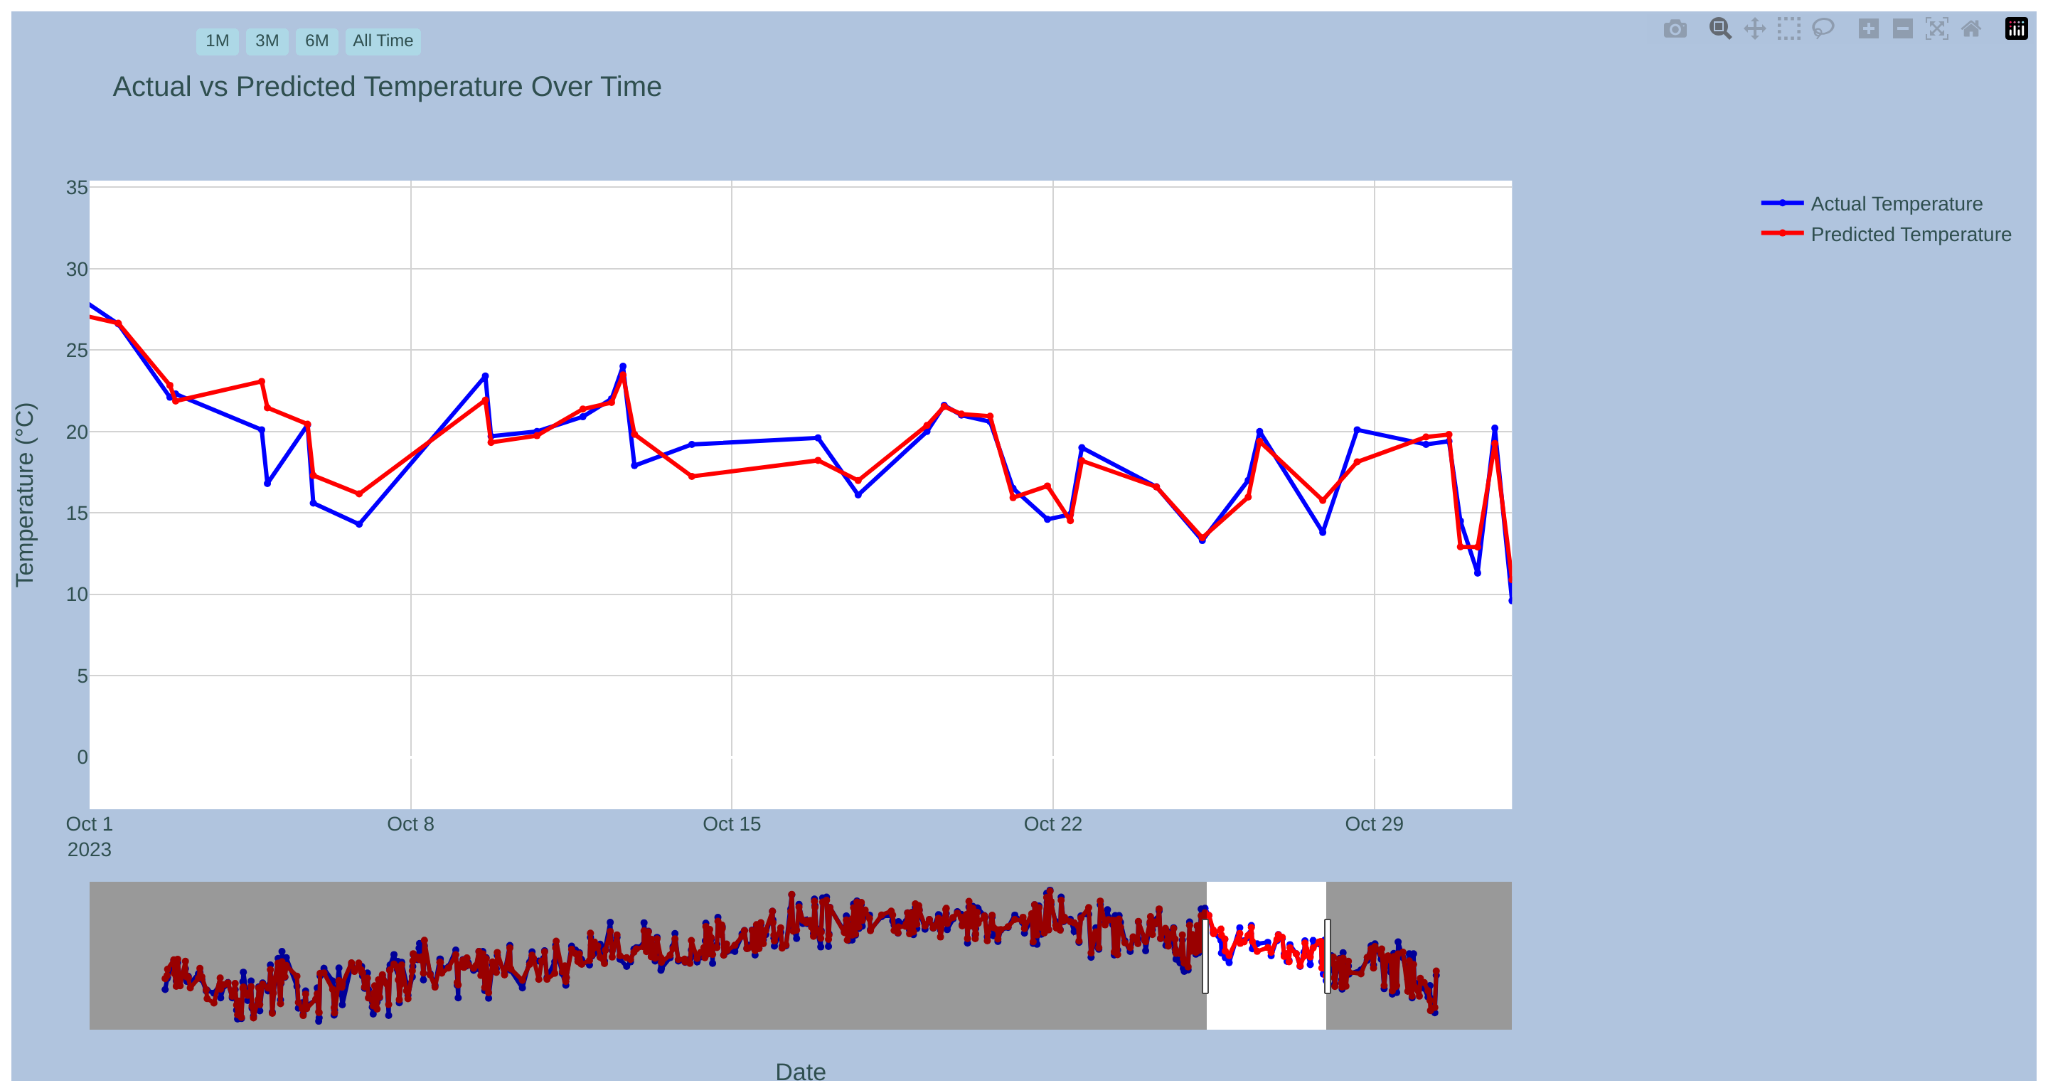 1M 3M 6M All Time
Actual vs Predicted Temperature Over Time
35
30
25
20
15
10
5
0
Temperature (°C)
Oct 1 Oct 8 Oct 15 Oct 22 Oct 29
2023
Date
Actual Temperature
Predicted Temperature